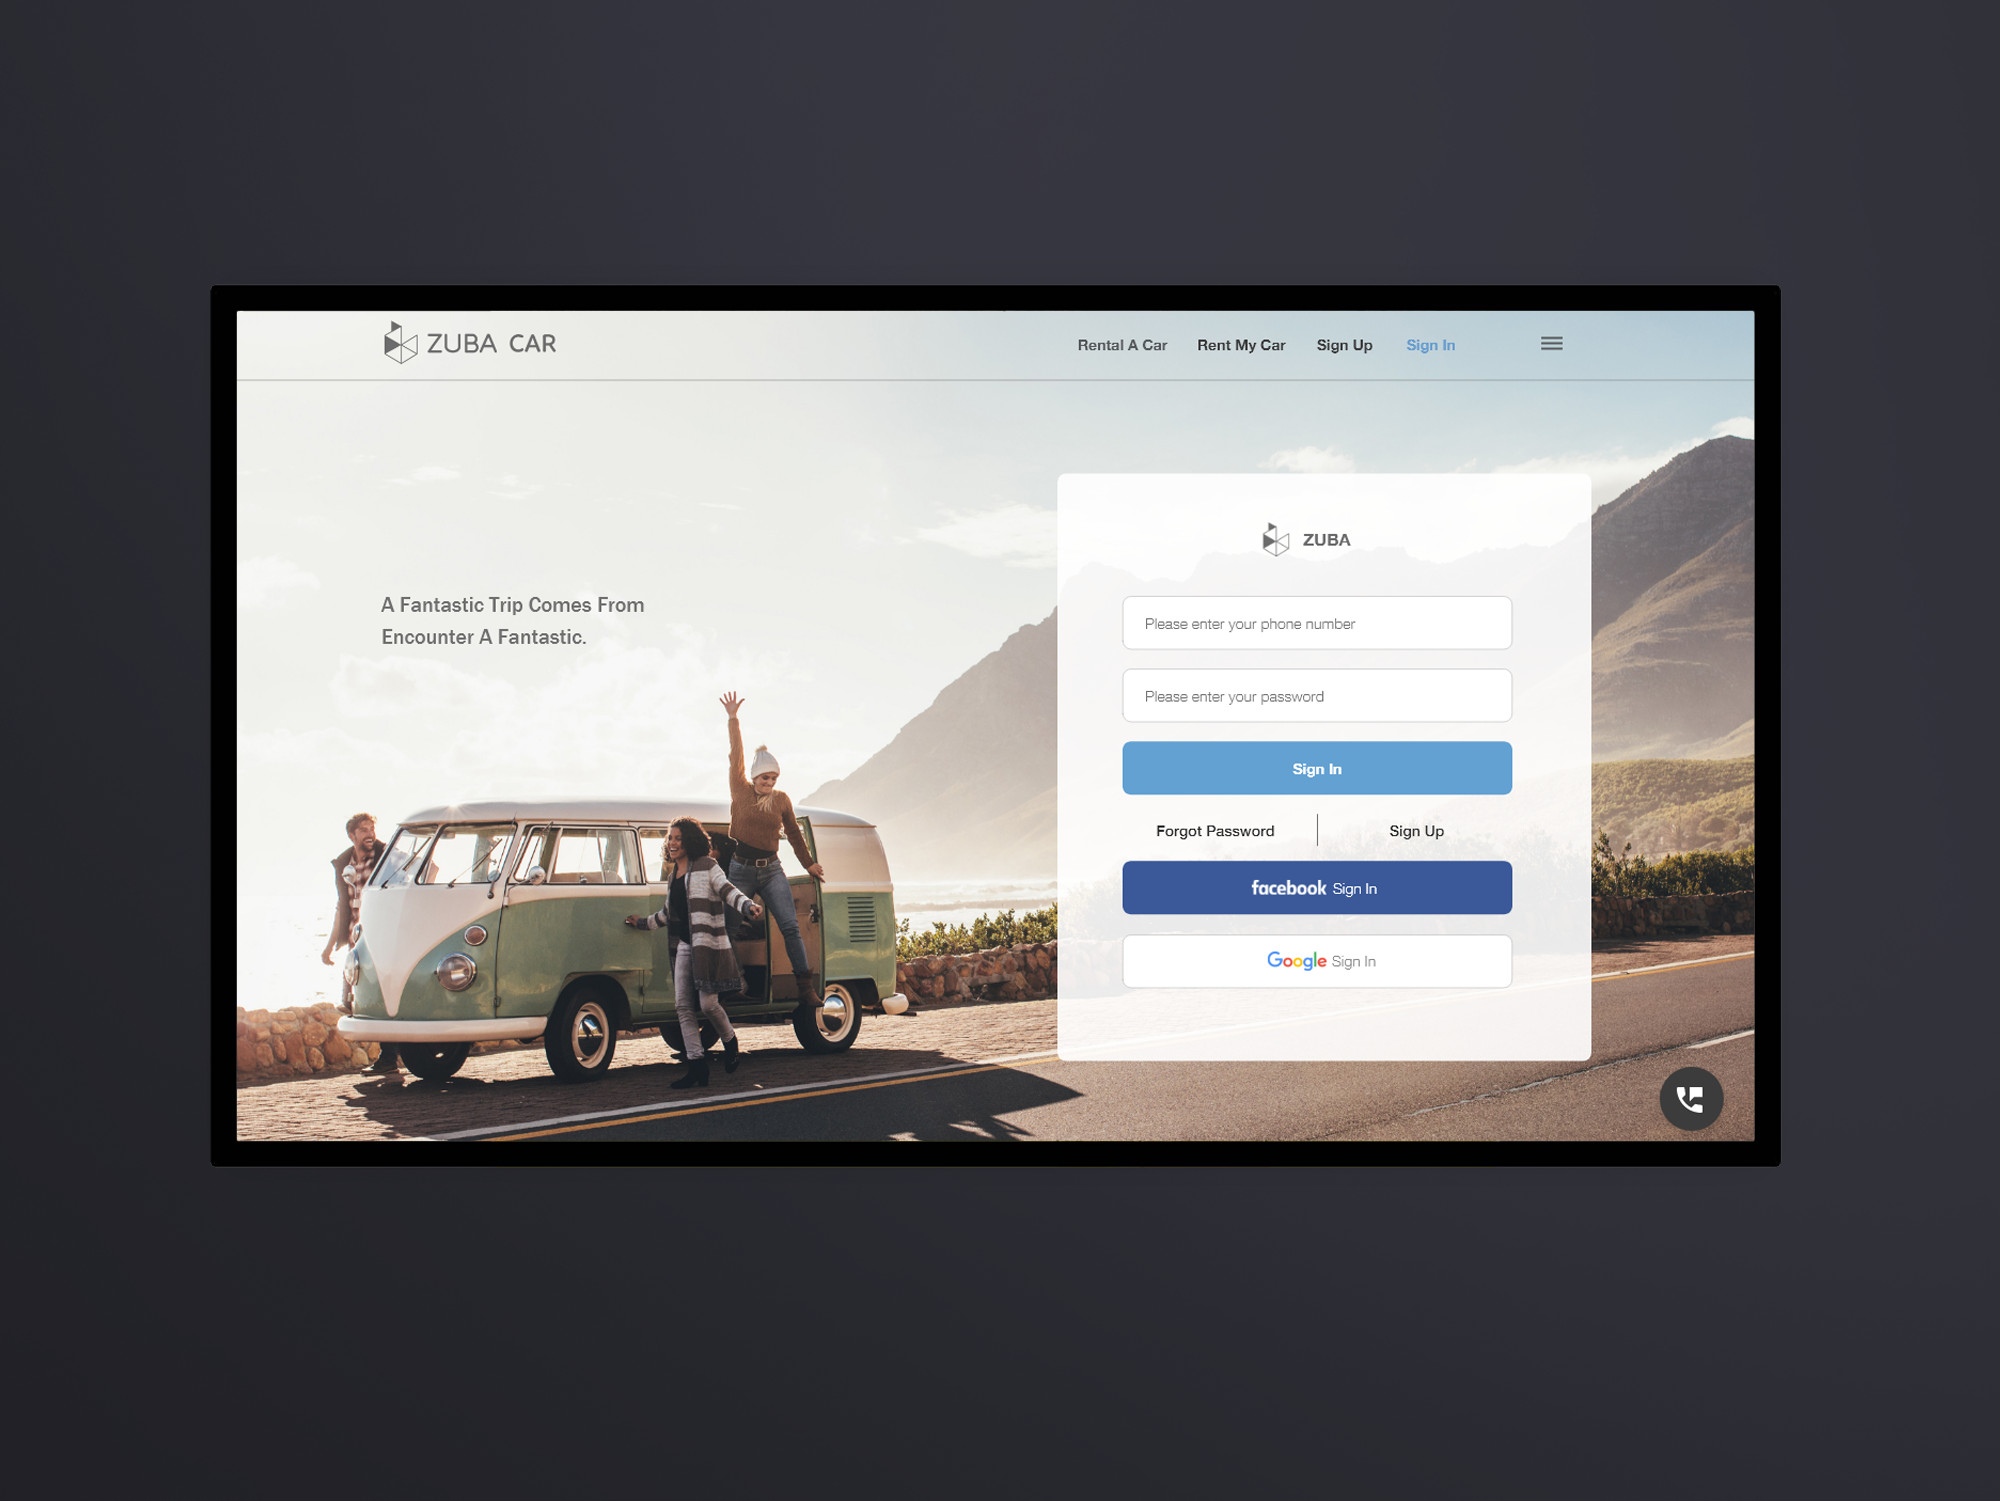 ZUBA CAR
Rental A Car
Rent My Car
Sign Up
Sign In
A Fantastic Trip Comes From
Encounter A Fantastic.
ZUBA
Please enter your phone number
Please enter your password
Sign In
Forgot Password
Sign Up
facebook Sign In
Google Sign In